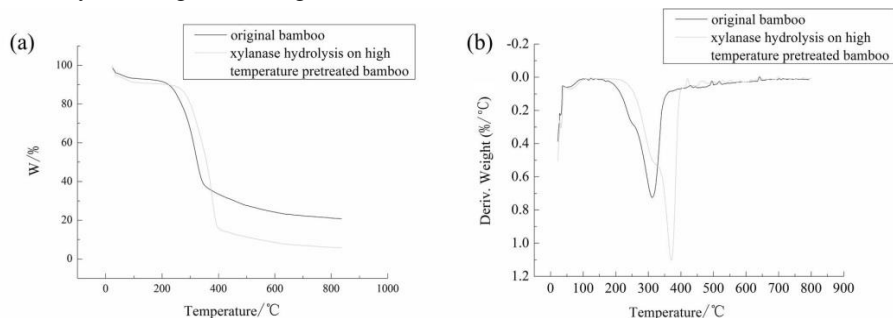 original bamboo
xylanase hydrolysis on high
temperature pretreated bamboo
(a)
100
80
60
40
20
0
W/%
0
200
400
600
800
1000
Temperature/℃
original bamboo
xylanase hydrolysis on high
temperature pretreated bamboo
(b)
-0.2
0.0
0.2
0.4
0.6
0.8
1.0
1.2
Deriv. Weight (%/℃)
0
100
200
300
400
500
600
700
800
900
Temperature/℃